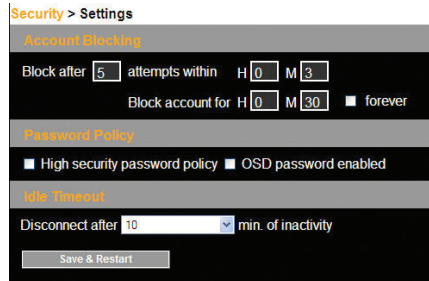 Security > Settings
Account Blocking
Block after 5 attempts within H 0 M 3
Block account for H 0 M 30 forever
Password Policy
High security password policy OSD password enabled
Idle Timeout
Disconnect after 10 min. of inactivity
Save & Restart